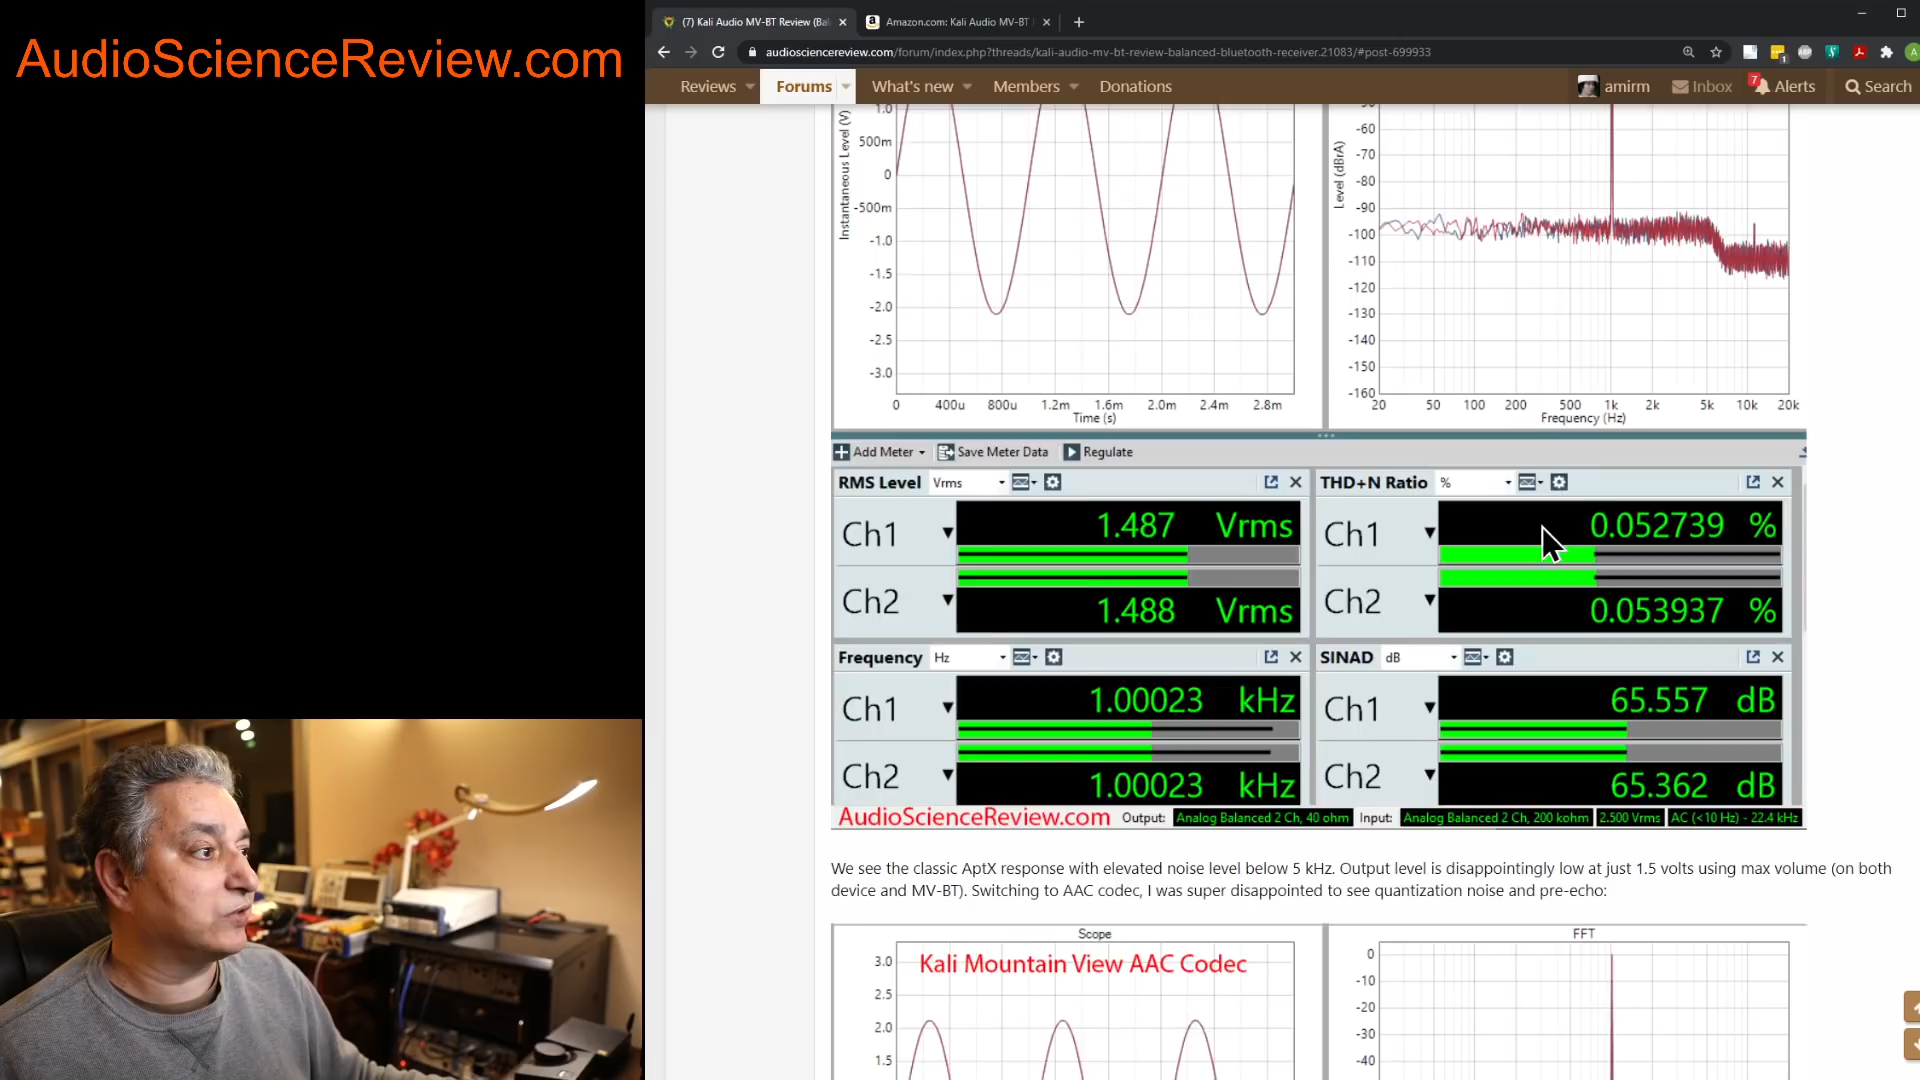 AudioScienceReview.com
(7) Kali Audio MV-BT Review (Bal
Amazon.com: Kali Audio MV-BT
audiosciencereview.com/forum/index.php?threads/kali-audio-mv-bt-review-balanced-bluetooth-receiver.21083/#post-699933
Reviews Forums What's new Members Donations
amirm Inbox 7 Alerts Search
Instantaneous Level (V)
1.0
500m
0
-500m
-1.0
-1.5
-2.0
-2.5
-3.0
0 400u 800u 1.2m 1.6m 2.0m 2.4m 2.8m
Time (s)
Level (dBrA)
-60
-70
-80
-90
-100
-110
-120
-130
-140
-150
-160
20 50 100 200 500 1k 2k 5k 10k 20k
Frequency (Hz)
Add Meter Save Meter Data Regulate
RMS Level Vrms
Ch1 1.487 Vrms
Ch2 1.488 Vrms
THD+N Ratio %
Ch1 0.052739 %
Ch2 0.053937 %
Frequency Hz
Ch1 1.00023 kHz
Ch2 1.00023 kHz
SINAD dB
Ch1 65.557 dB
Ch2 65.362 dB
AudioScienceReview.com Output: Analog Balanced 2 Ch, 40 ohm Input: Analog Balanced 2 Ch, 200 kohm 2.500 Vrms AC (<10 Hz) - 22.4 kHz
We see the classic AptX response with elevated noise level below 5 kHz. Output level is disappointingly low at just 1.5 volts using max volume (on both
device and MV-BT). Switching to AAC codec, I was super disappointed to see quantization noise and pre-echo:
Scope
Kali Mountain View AAC Codec
3.0
2.5
2.0
1.5
FFT
0
-10
-20
-30
-40